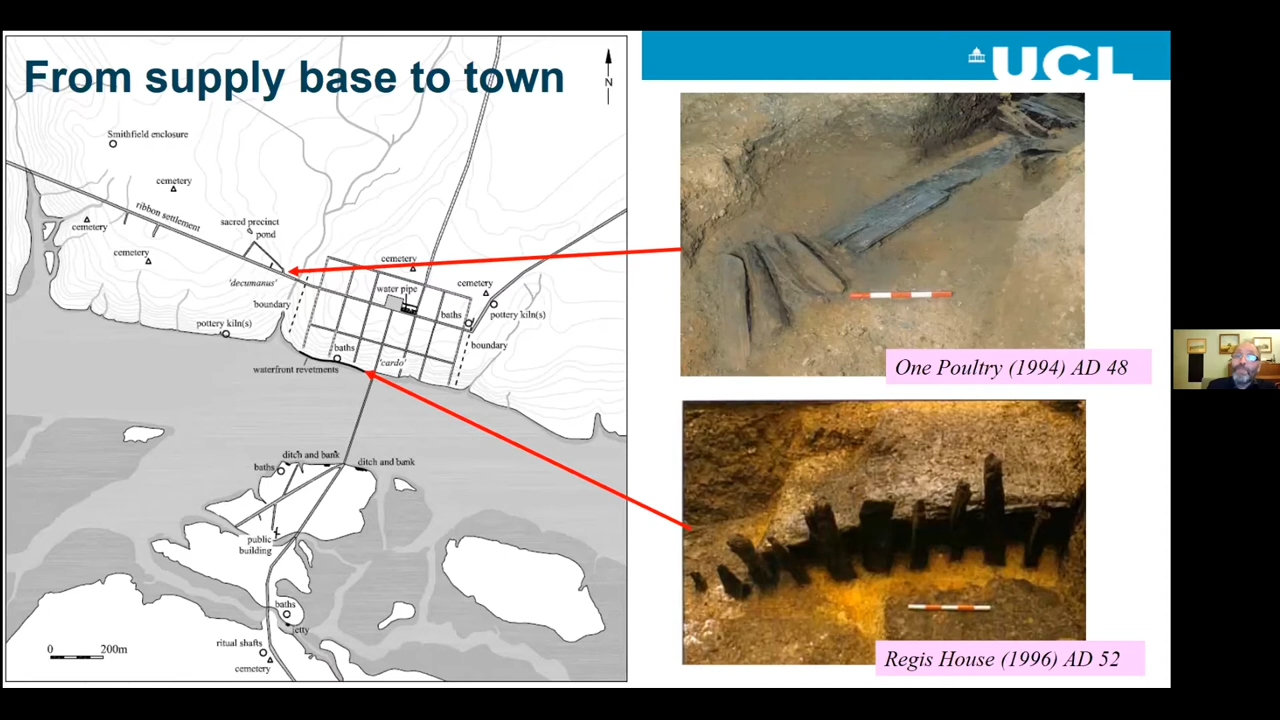 From supply base to town
N
Smithfield enclosure
cemetery
ribbon settlement
cemetery
sacred precinct
pond
cemetery
'decumanus'
cemetery
cemetery
boundary
water pipe
baths
pottery kiln(s)
pottery kiln(s)
baths
boundary
'cardo'
waterfront revetments
ditch and bank
ditch and bank
baths
public
building
baths
jetty
ritual shafts
cemetery
0 200m
UCL
One Poultry (1994) AD 48
Regis House (1996) AD 52